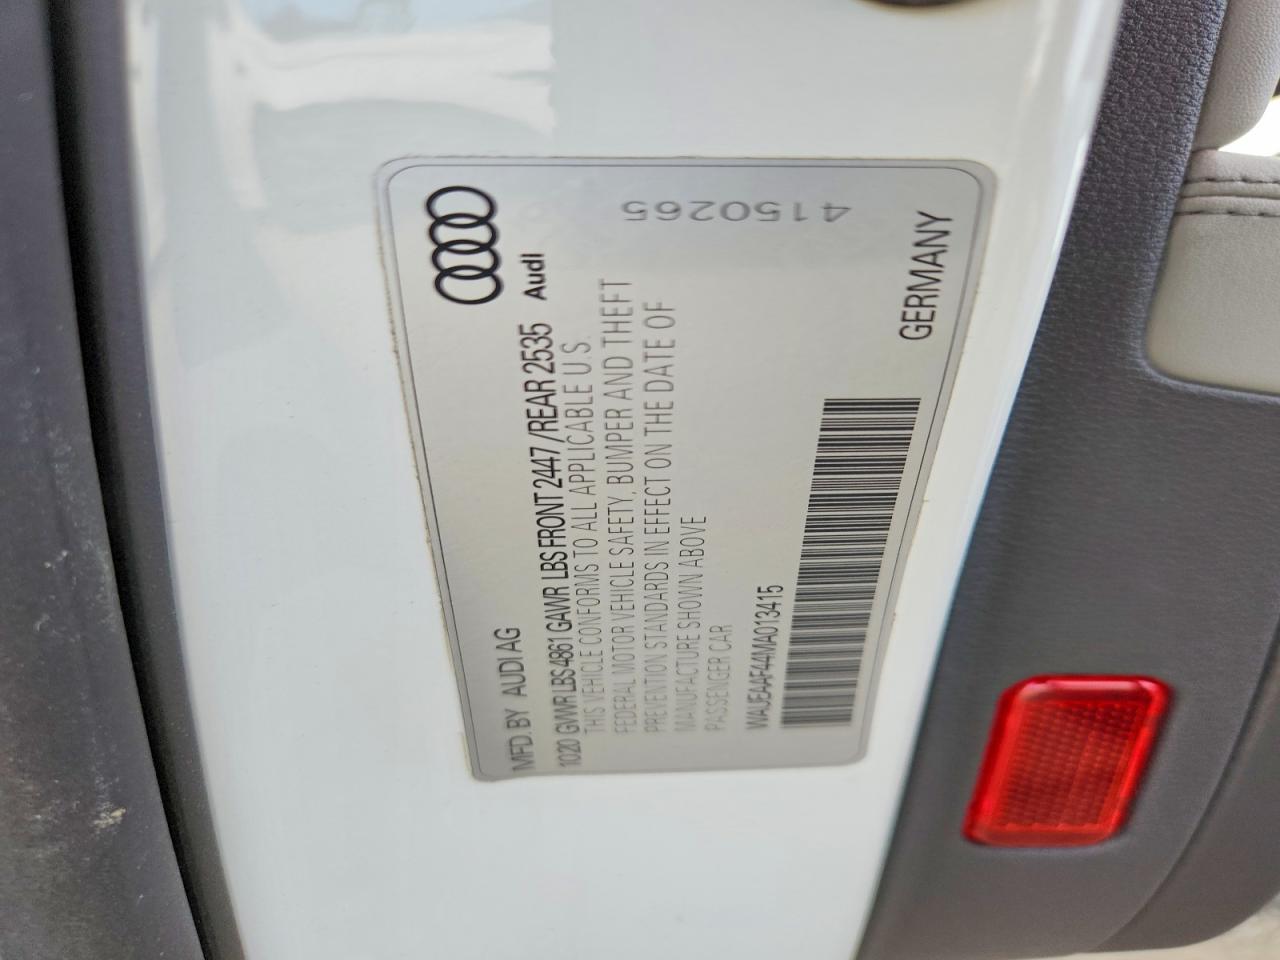 MFD. BY AUDI AG
10.20 GVWR LBS 4861 GAWR LBS FRONT 2447 / REAR 2535 Audi
THIS VEHICLE CONFORMS TO ALL APPLICABLE U.S.
FEDERAL MOTOR VEHICLE SAFETY, BUMPER AND THEFT
PREVENTION STANDARDS IN EFFECT ON THE DATE OF
MANUFACTURE SHOWN ABOVE
PASSENGER CAR
WAUEAAF44MA013415
GERMANY
4150265